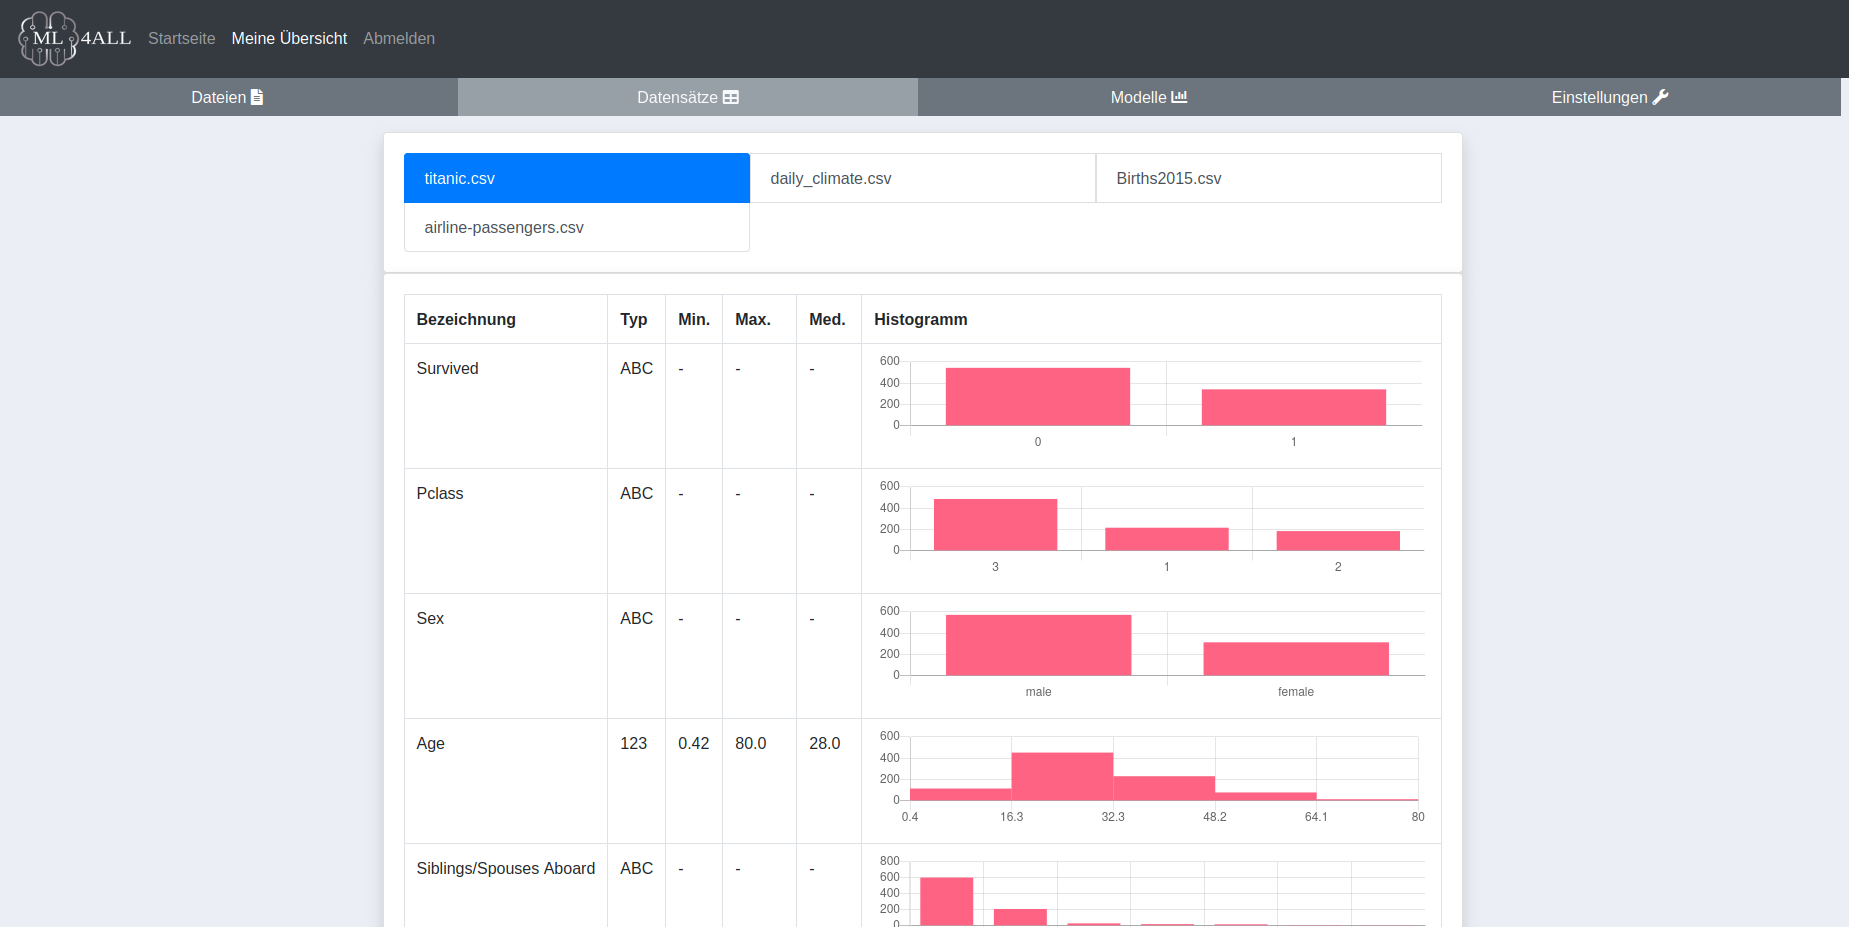 ML 4ALL Startseite Meine Übersicht Abmelden
Dateien Datensätze Modelle Einstellungen
titanic.csv daily_climate.csv Births2015.csv
airline-passengers.csv
Bezeichnung Typ Min. Max. Med. Histogramm
Survived ABC - - -
600
400
200
0
0 1
Pclass ABC - - -
600
400
200
0
3 1 2
Sex ABC - - -
600
400
200
0
male female
Age 123 0.42 80.0 28.0
600
400
200
0
0.4 16.3 32.3 48.2 64.1 80
Siblings/Spouses Aboard ABC - - -
800
600
400
200
0